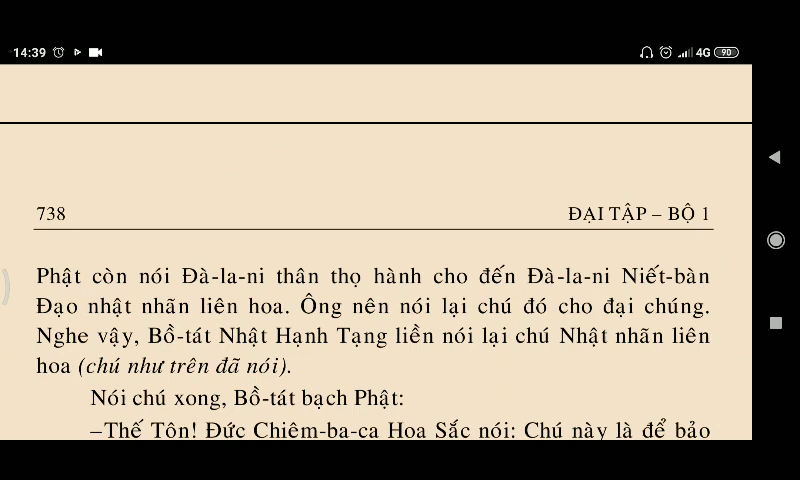 14:39
4G 90
738 ĐẠI TẬP – BỘ 1
Phật còn nói Đà-la-ni thân thọ hành cho đến Đà-la-ni Niết-bàn
Đạo nhật nhãn liên hoa. Ông nên nói lại chú đó cho đại chúng.
Nghe vậy, Bồ-tát Nhật Hạnh Tạng liền nói lại chú Nhật nhãn liên
hoa (chú như trên đã nói).
Nói chú xong, Bồ-tát bạch Phật:
–Thế Tôn! Đức Chiêm-ba-ca Hoa Sắc nói: Chú này là để bảo